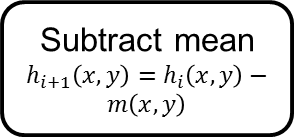 Subtract mean
hᵢ₊₁(x, y) = hᵢ(x, y) −
m(x, y)